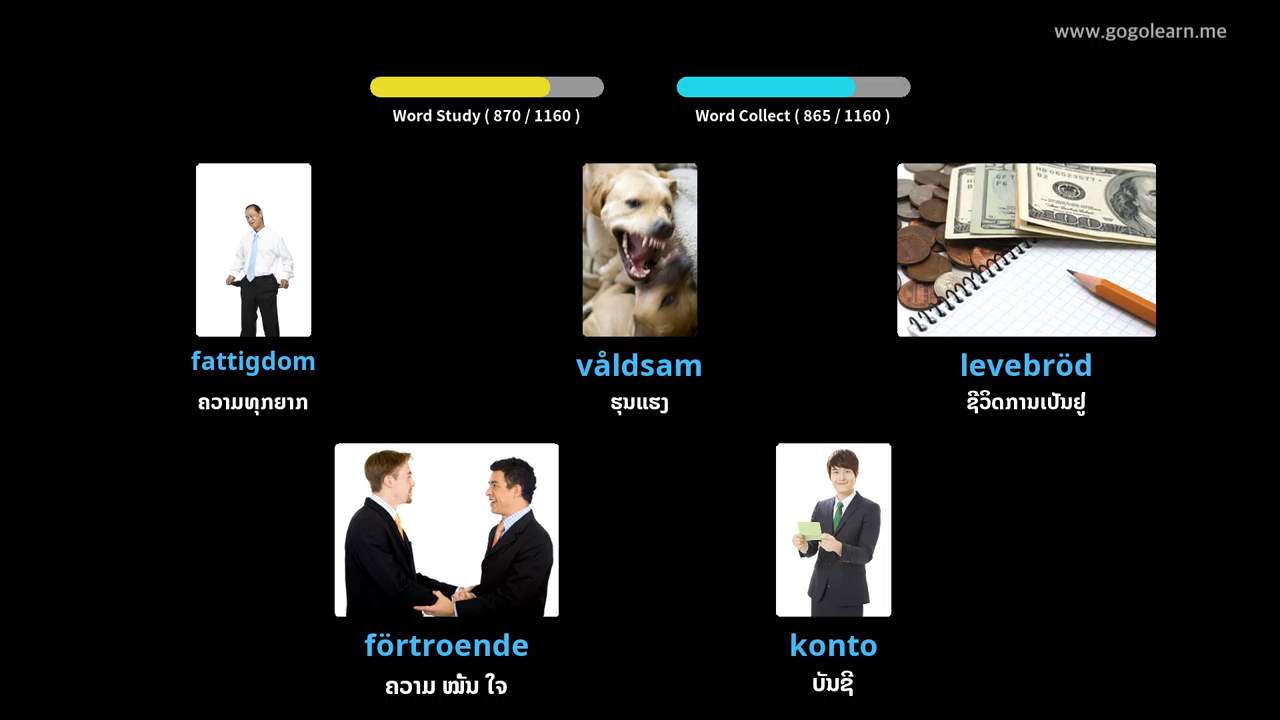 www.gogolearn.me
Word Study ( 870 / 1160 )
Word Collect ( 865 / 1160 )
fattigdom
våldsam
levebröd
ຄວາມທຸກຍາກ
ຮຸນແຮງ
ຊີວິດການເປັນຢູ່
förtroende
konto
ຄວາມ ໝັ້ນ ໃຈ
ບັນຊີ